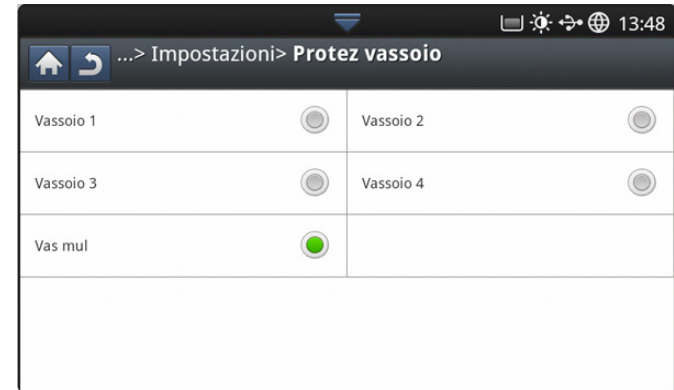 13:48
...> Impostazioni> Protez vassoio
Vassoio 1
Vassoio 2
Vassoio 3
Vassoio 4
Vas mul